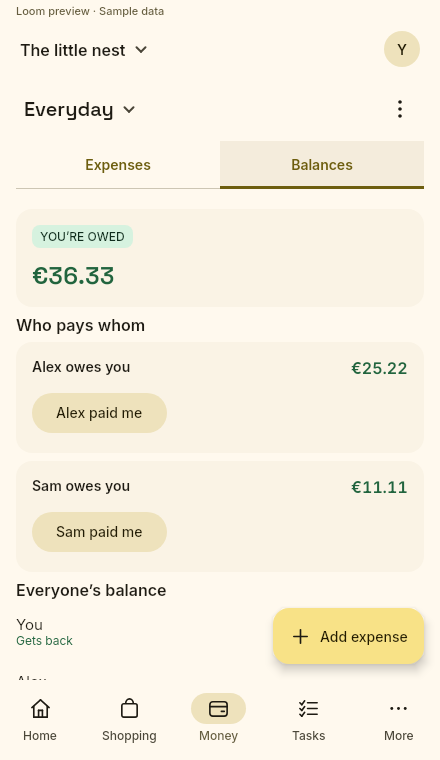 Loom preview · Sample data
The little nest
Y
Everyday
Expenses
Balances
YOU’RE OWED
€36.33
Who pays whom
Alex owes you
€25.22
Alex paid me
Sam owes you
€11.11
Sam paid me
Everyone’s balance
You
Gets back
Add expense
Home
Shopping
Money
Tasks
More